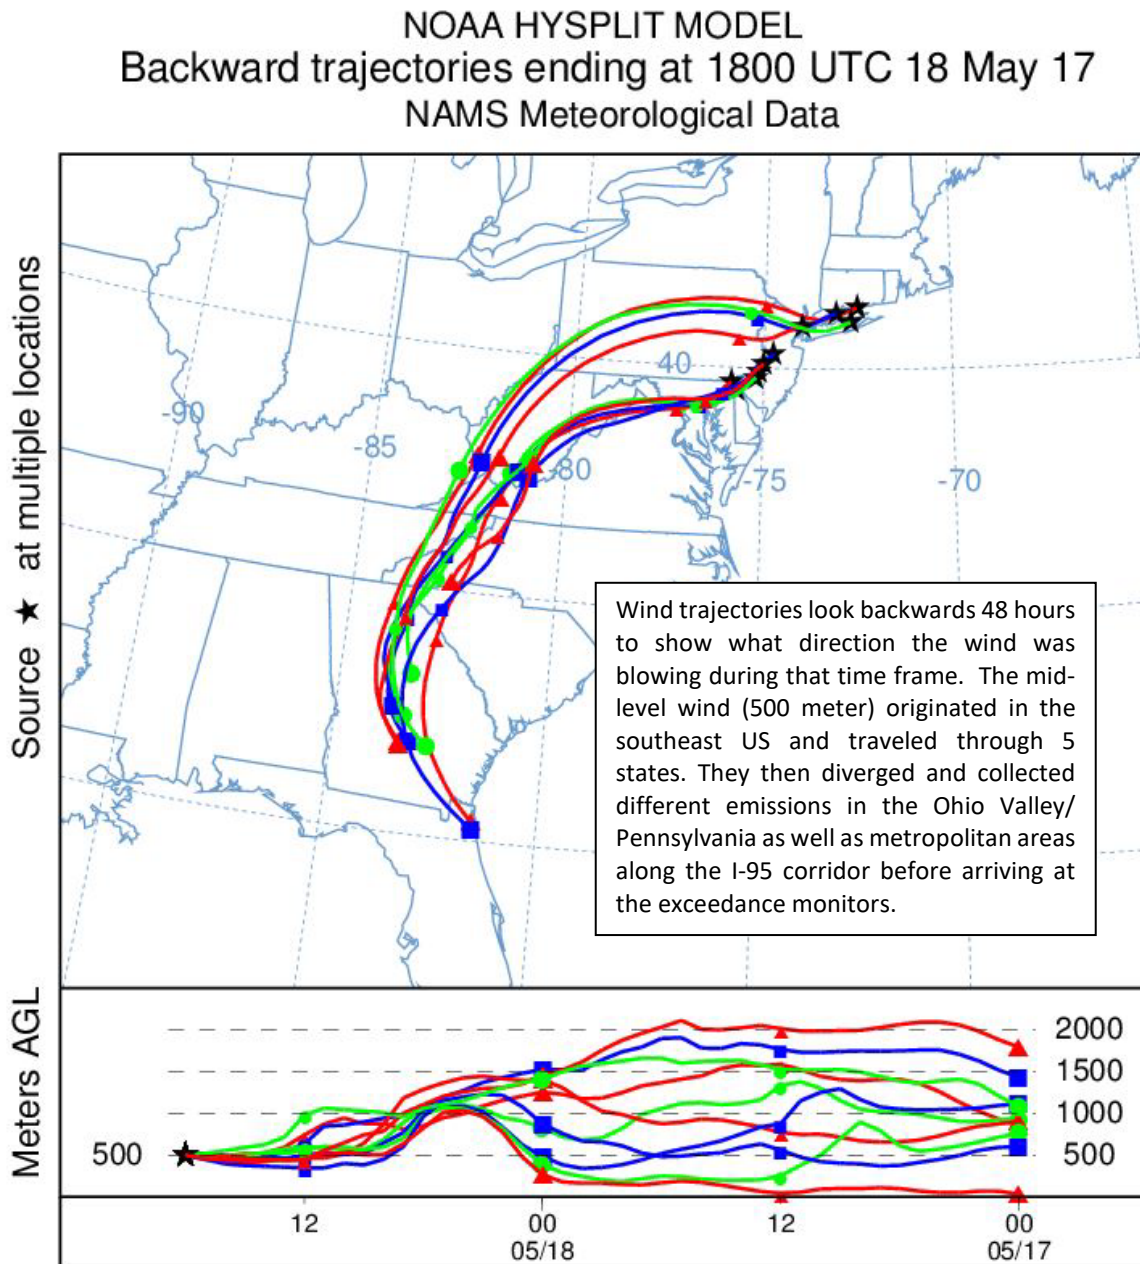 NOAA HYSPLIT MODEL
Backward trajectories ending at 1800 UTC 18 May 17
NAMS Meteorological Data
Source ★ at multiple locations
40
-90
-85
-80
-75
-70
Wind trajectories look backwards 48 hours
to show what direction the wind was
blowing during that time frame. The mid-
level wind (500 meter) originated in the
southeast US and traveled through 5
states. They then diverged and collected
different emissions in the Ohio Valley/
Pennsylvania as well as metropolitan areas
along the I-95 corridor before arriving at
the exceedance monitors.
Meters AGL
2000
1500
1000
500
500
12
00
12
00
05/18
05/17